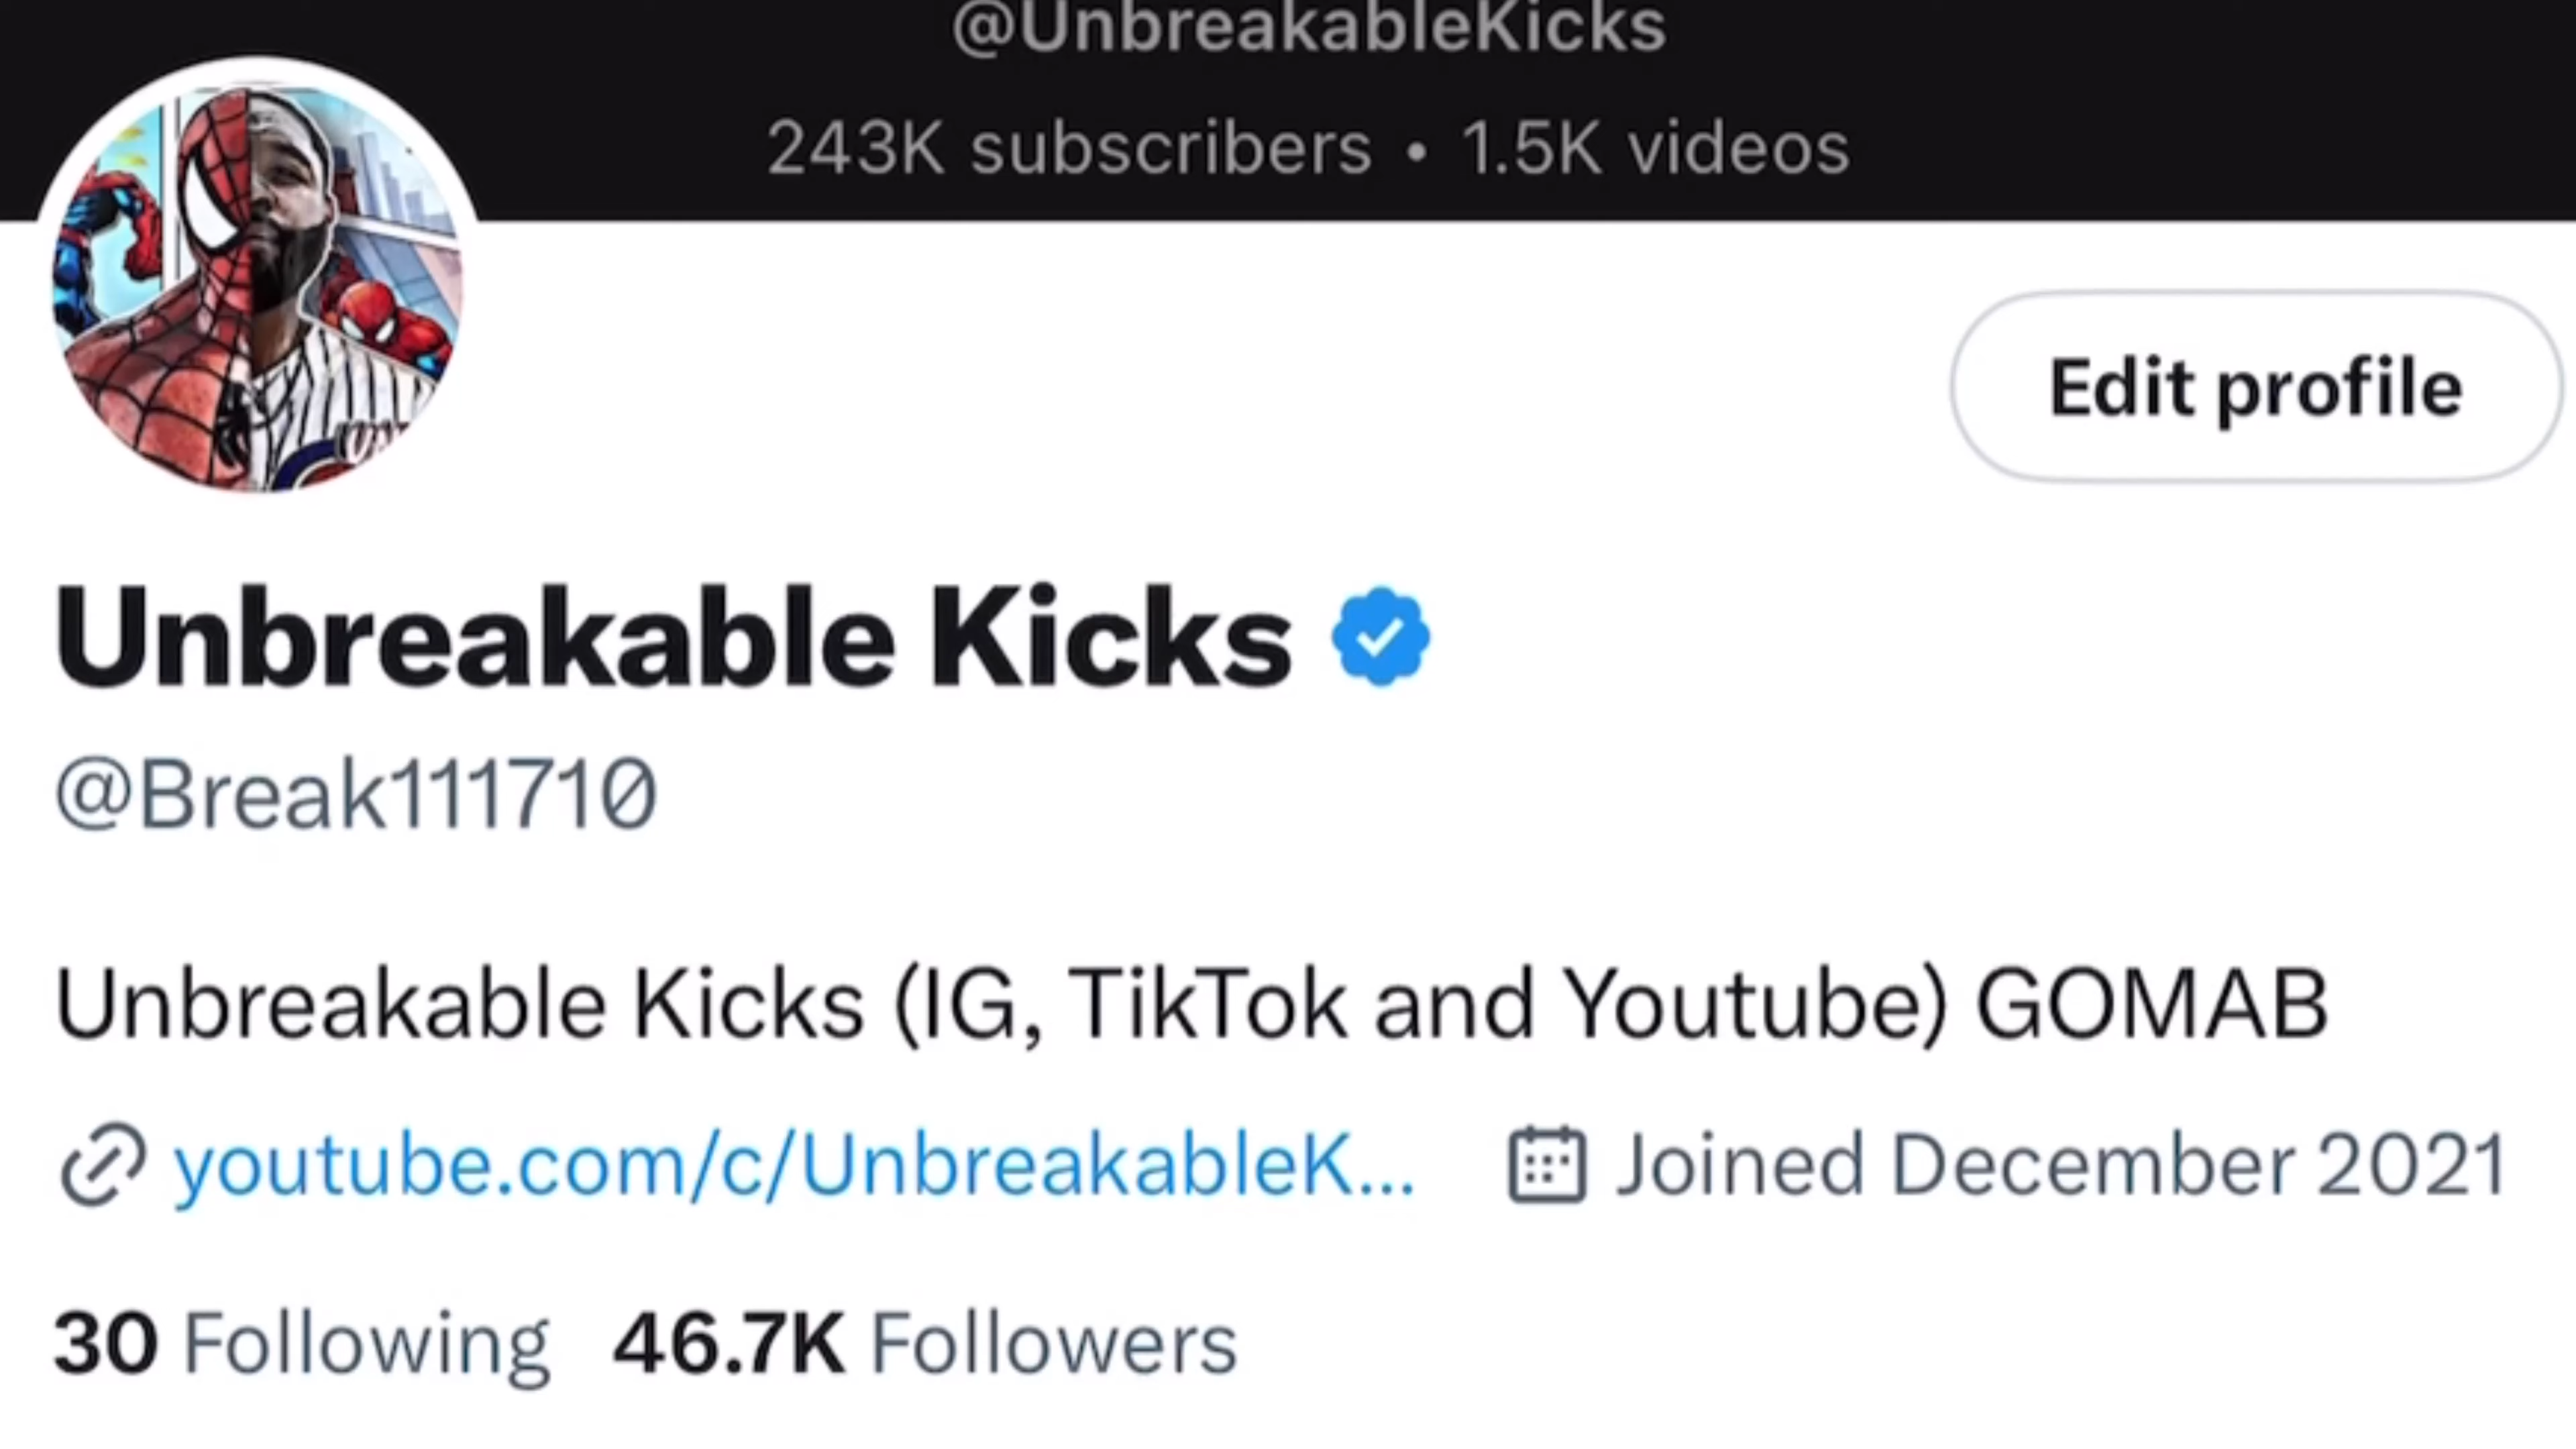 @UnbreakableKicks
243K subscribers • 1.5K videos
Edit profile
Unbreakable Kicks
@Break111710
Unbreakable Kicks (IG, TikTok and Youtube) GOMAB
youtube.com/c/UnbreakableK... Joined December 2021
30 Following 46.7K Followers